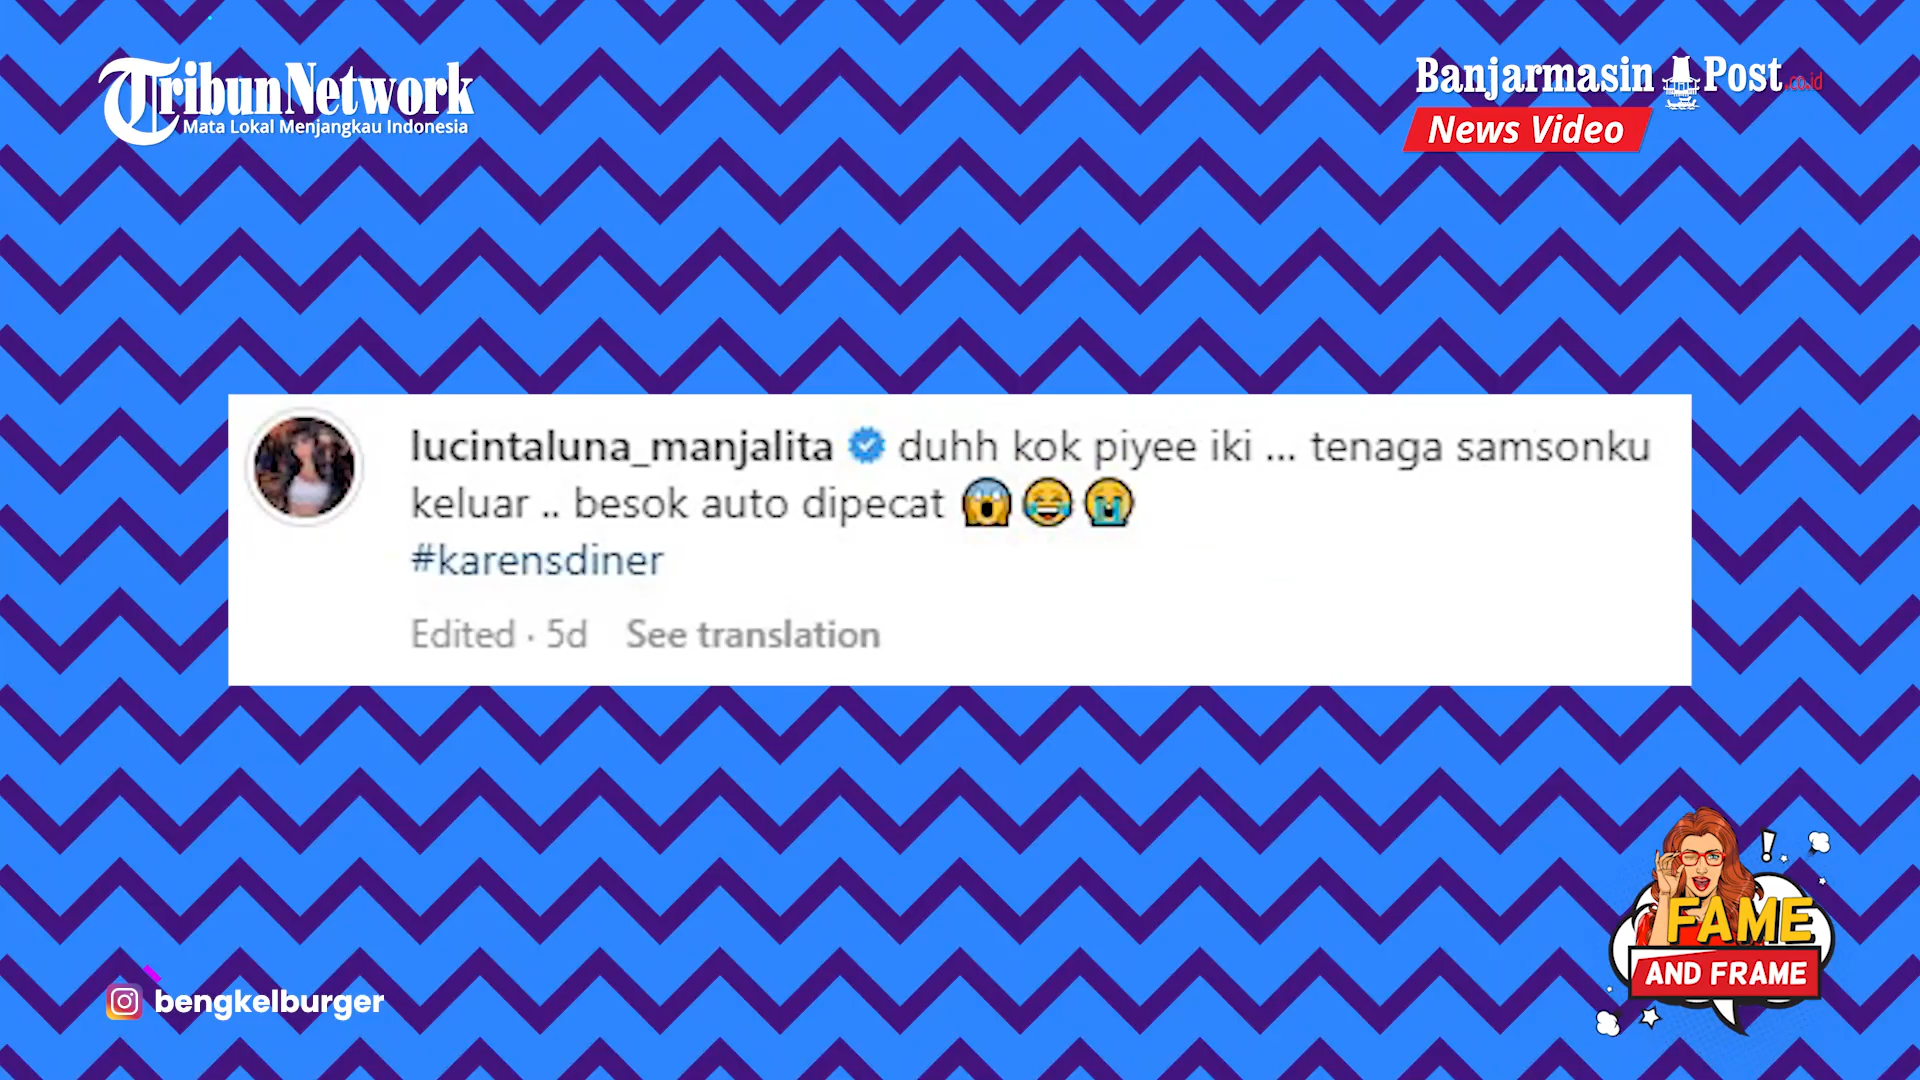 TribunNetwork
Mata Lokal Menjangkau Indonesia
Banjarmasin Post.co.id
News Video
lucintaluna_manjalita duhh kok piyee iki ... tenaga samsonku
keluar .. besok auto dipecat 😱😂😭
#karensdiner
Edited · 5d See translation
FAME
AND FRAME
bengkelburger